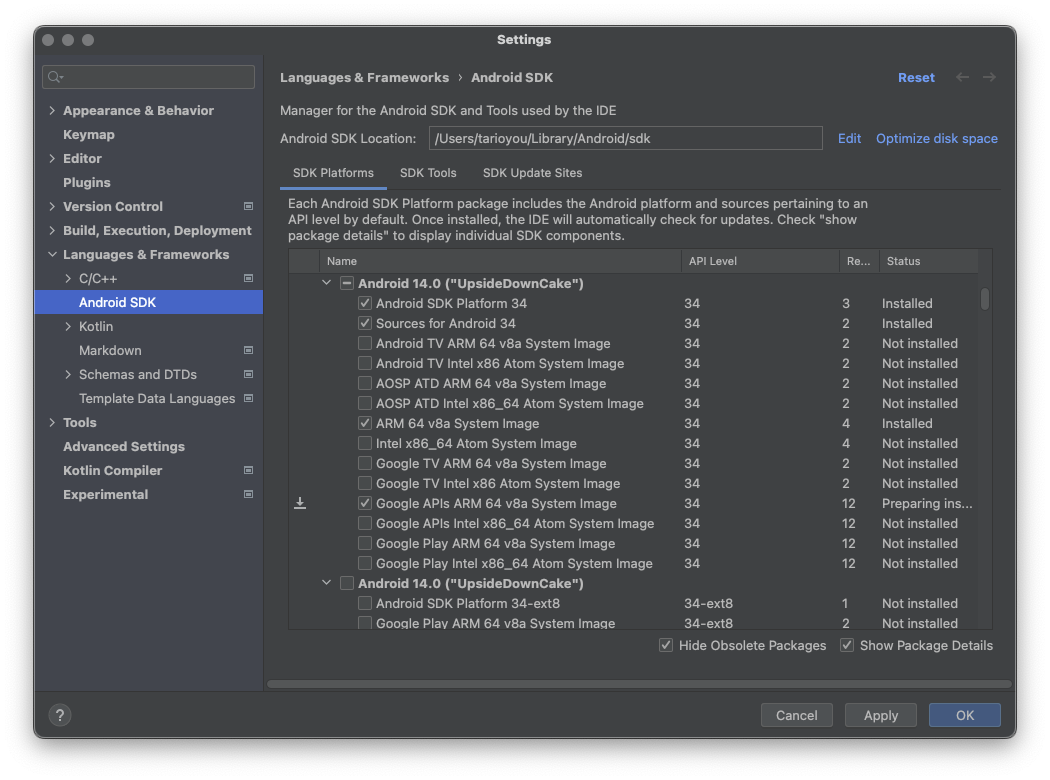 Settings
Languages & Frameworks › Android SDK
Reset
Manager for the Android SDK and Tools used by the IDE
Android SDK Location: /Users/tarioyou/Library/Android/sdk Edit Optimize disk space
Appearance & Behavior
Keymap
Editor
Plugins
Version Control
Build, Execution, Deployment
Languages & Frameworks
C/C++
Android SDK
Kotlin
Markdown
Schemas and DTDs
Template Data Languages
Tools
Advanced Settings
Kotlin Compiler
Experimental
SDK Platforms SDK Tools SDK Update Sites
Each Android SDK Platform package includes the Android platform and sources pertaining to an
API level by default. Once installed, the IDE will automatically check for updates. Check "show
package details" to display individual SDK components.
Name API Level Re... Status
Android 14.0 ("UpsideDownCake")
Android SDK Platform 34 34 3 Installed
Sources for Android 34 34 2 Installed
Android TV ARM 64 v8a System Image 34 2 Not installed
Android TV Intel x86 Atom System Image 34 2 Not installed
AOSP ATD ARM 64 v8a System Image 34 2 Not installed
AOSP ATD Intel x86_64 Atom System Image 34 2 Not installed
ARM 64 v8a System Image 34 4 Installed
Intel x86_64 Atom System Image 34 4 Not installed
Google TV ARM 64 v8a System Image 34 2 Not installed
Google TV Intel x86 Atom System Image 34 2 Not installed
Google APIs ARM 64 v8a System Image 34 12 Preparing ins...
Google APIs Intel x86_64 Atom System Image 34 12 Not installed
Google Play ARM 64 v8a System Image 34 12 Not installed
Google Play Intel x86_64 Atom System Image 34 12 Not installed
Android 14.0 ("UpsideDownCake")
Android SDK Platform 34-ext8 34-ext8 1 Not installed
Google Play ARM 64 v8a System Image 34-ext8 2 Not installed
Hide Obsolete Packages Show Package Details
? Cancel Apply OK